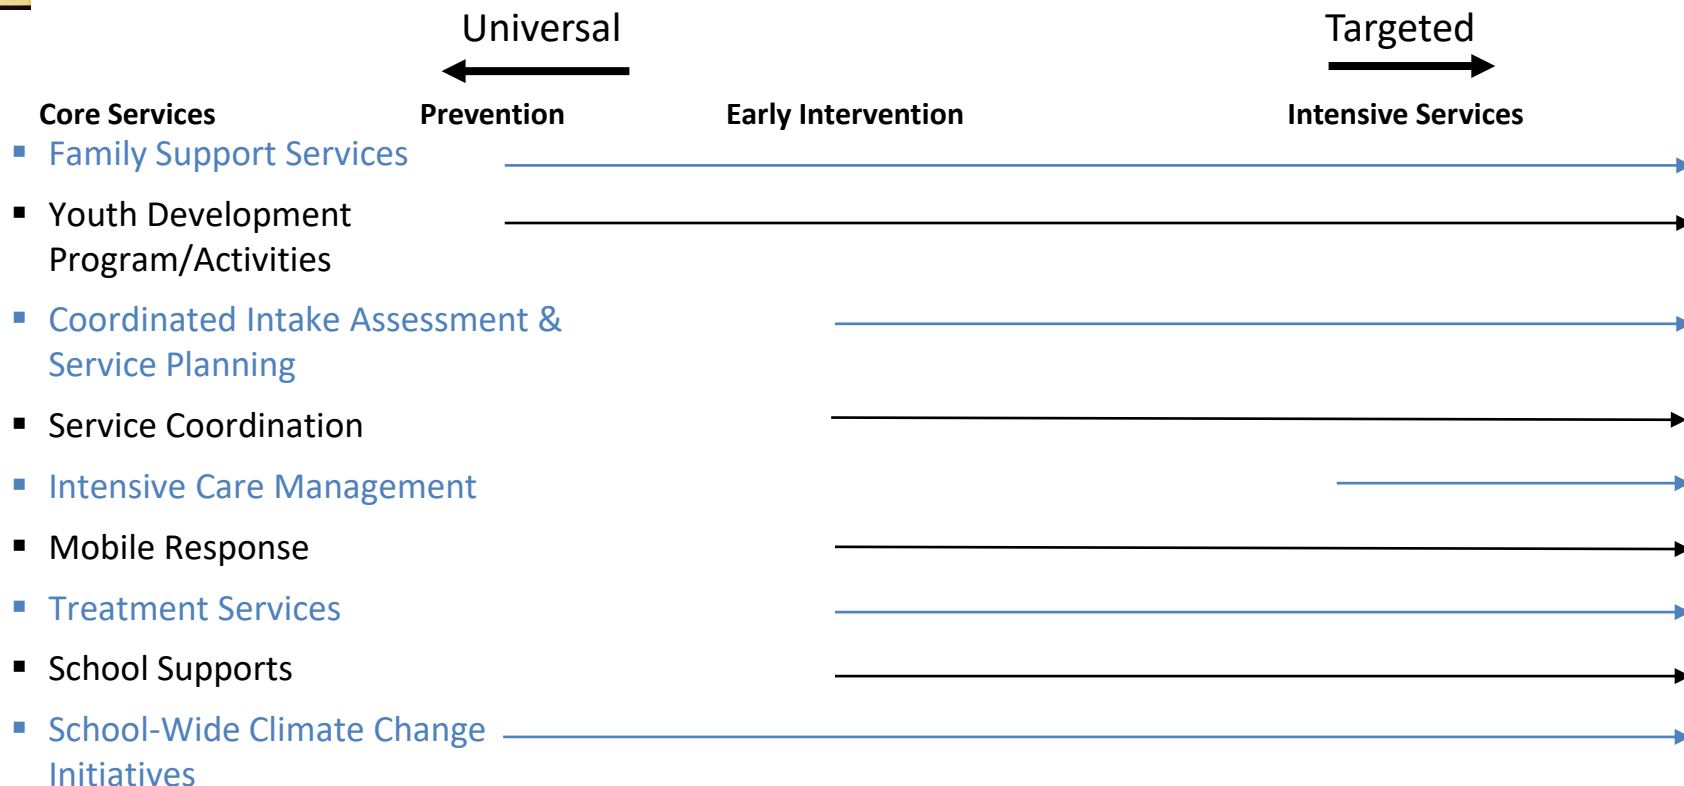 Universal Targeted
Core Services Prevention Early Intervention Intensive Services
▪ Family Support Services
▪ Youth Development
Program/Activities
▪ Coordinated Intake Assessment &
Service Planning
▪ Service Coordination
▪ Intensive Care Management
▪ Mobile Response
▪ Treatment Services
▪ School Supports
▪ School-Wide Climate Change
Initiatives